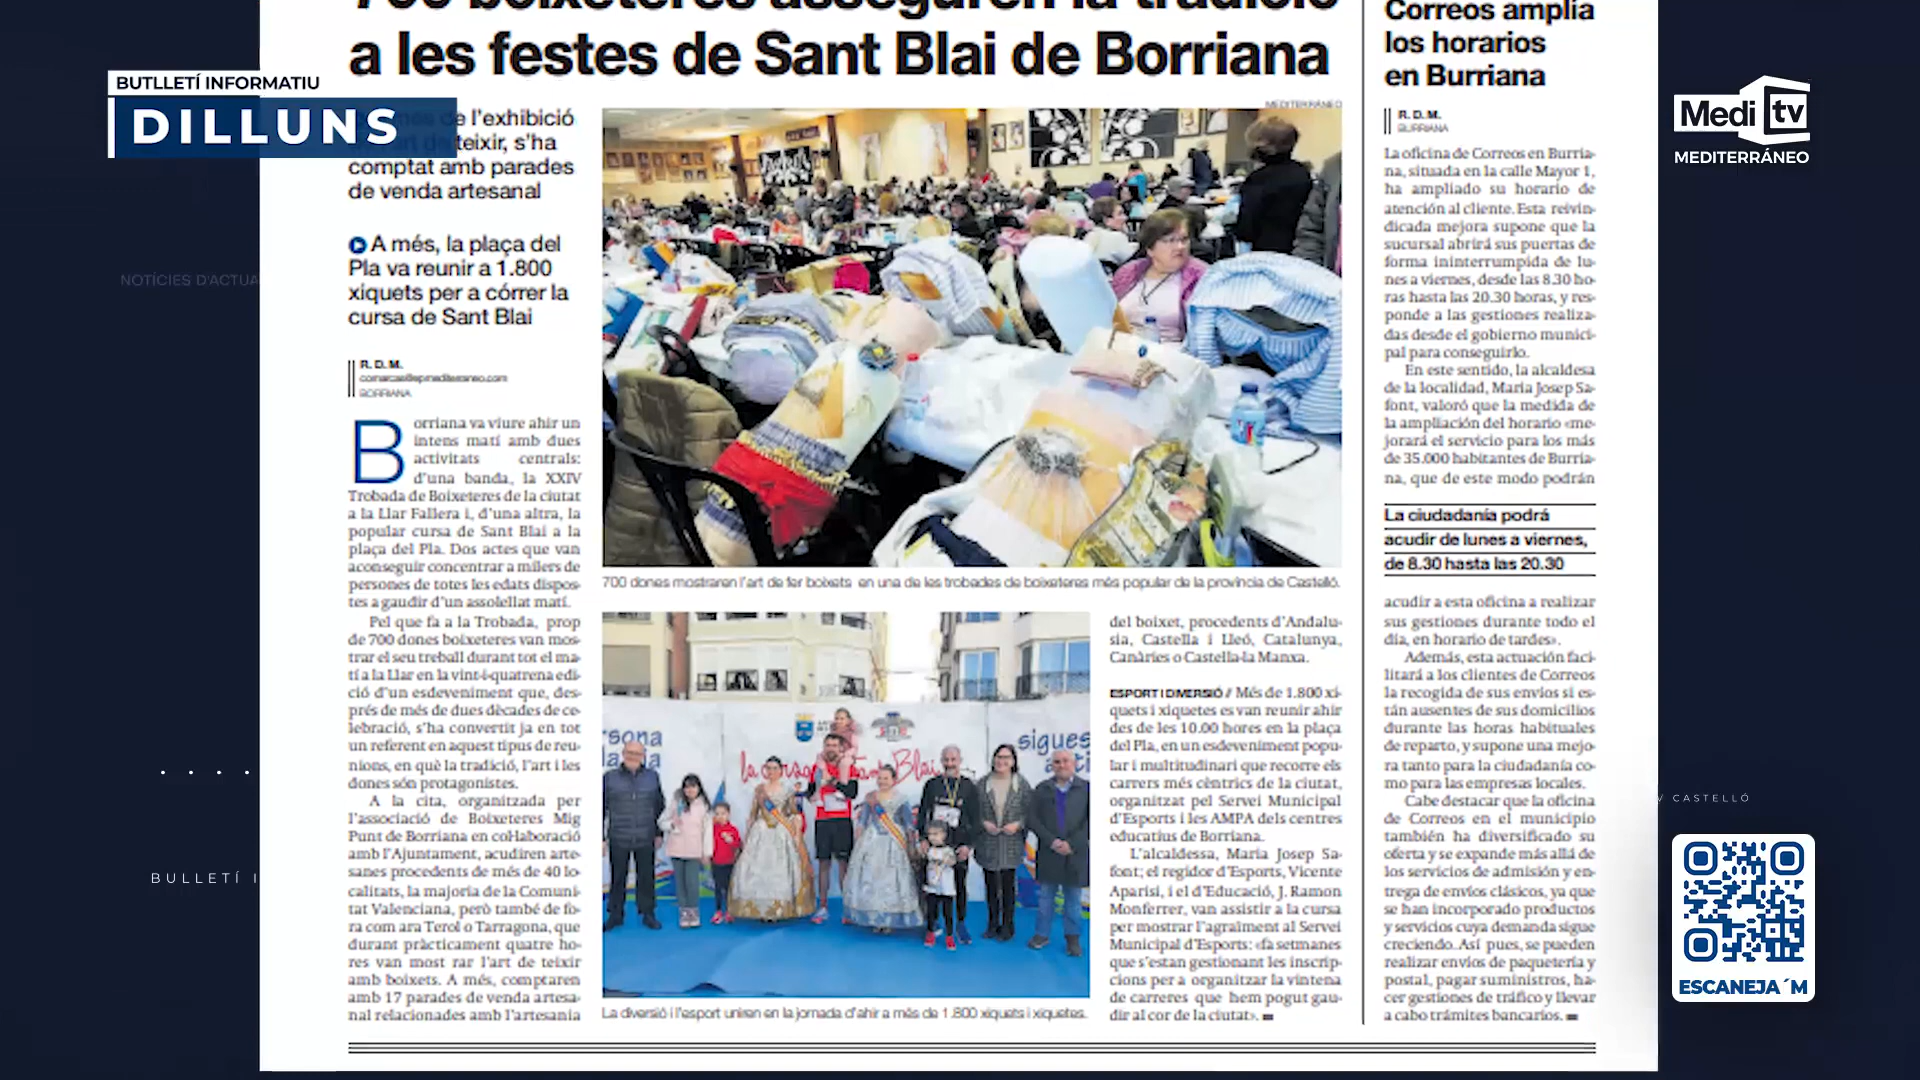 700 boixeteres asseguren la tradició
a les festes de Sant Blai de Borriana
BUTLLETÍ INFORMATIU
DILLUNS
de l’exhibició
teixir, s’ha
comptat amb parades
de venda artesanal
A més, la plaça del
Pla va reunir a 1.800
xiquets per a córrer la
cursa de Sant Blai
R. D. M.
comarcas@epmediterraneo.com
BORRIANA
Borriana va viure ahir un
intens matí amb dues
activitats centrals:
d’una banda, la XXIV
Trobada de Boixeteres de la ciutat
a la Llar Fallera i, d’una altra, la
popular cursa de Sant Blai a la
plaça del Pla. Dos actes que van
aconseguir concentrar a milers de
persones de totes les edats dispos-
tes a gaudir d’un assolellat matí.
Pel que fa a la Trobada, prop
de 700 dones boixeteres van mos-
trar el seu treball durant tot el ma-
tí a la Llar en la vint-i-quatrena edi-
ció d’un esdeveniment que, des-
prés de més de dues dècades de ce-
lebració, s’ha convertit ja en tot
un referent en aquest tipus de reu-
nions, en què la tradició, l’art i les
dones són protagonistes.
A la cita, organitzada per
l’associació de Boixeteres Mig
Punt de Borriana en col·laboració
amb l’Ajuntament, acudiren arte-
sanes procedents de més de 40 lo-
calitats, la majoria de la Comuni-
tat Valenciana, però també de fo-
ra com ara Terol o Tarragona, que
durant pràcticament quatre ho-
res van most rar l’art de teixir
amb boixets. A més, comptaren
amb 17 parades de venda artesa-
nal relacionades amb l’artesania
MEDITERRÁNEO
700 dones mostraren l’art de fer boixets en una de les trobades de boixeteres més popular de la província de Castelló.
sona
sigues
La diversió i l’esport uniren en la jornada d’ahir a més de 1.800 xiquets i xiquetes.
del boixet, procedents d’Andalu-
sia, Castella i Lleó, Catalunya,
Canàries o Castella-la Manxa.
ESPORT I DIVERSIÓ / Més de 1.800 xi-
quets i xiquetes es van reunir ahir
des de les 10.00 hores en la plaça
del Pla, en un esdeveniment popu-
lar i multitudinari que recorre els
carrers més cèntrics de la ciutat,
organitzat pel Servei Municipal
d’Esports i les AMPA dels centres
educatius de Borriana.
L’alcaldessa, Maria Josep Sa-
font; el regidor d’Esports, Vicente
Aparisi, i el d’Educació, J. Ramon
Monferrer, van assistir a la cursa
per mostrar l’agraïment al Servei
Municipal d’Esports: «fa setmanes
que s’estan gestionant les inscrip-
cions per a organitzar la vintena
de carreres que hem pogut gau-
dir al cor de la ciutat».
Correos amplía
los horarios
en Burriana
R. D. M.
BURRIANA
La oficina de Correos en Burria-
na, situada en la calle Mayor 1,
ha ampliado su horario de
atención al cliente. Esta reivin-
dicada mejora supone que la
sucursal abrirá sus puertas de
forma ininterrumpida de lu-
nes a viernes, desde las 8.30 ho-
ras hasta las 20.30 horas, y res-
ponde a las gestiones realiza-
das desde el gobierno munici-
pal para conseguirlo.
En este sentido, la alcaldesa
de la localidad, Maria Josep Sa-
font, valoró que la medida de
la ampliación del horario «me-
jorará el servicio para los más
de 35.000 habitantes de Burria-
na, que de este modo podrán
La ciudadanía podrá
acudir de lunes a viernes,
de 8.30 hasta las 20.30
acudir a esta oficina a realizar
sus gestiones durante todo el
día, en horario de tardes».
Además, esta actuación faci-
litará a los clientes de Correos
la recogida de sus envíos si es-
tán ausentes de sus domicilios
durante las horas habituales
de reparto, y supone una mejo-
ra tanto para la ciudadanía co-
mo para las empresas locales.
Cabe destacar que la oficina
de Correos en el municipio
también ha diversificado su
oferta y se expande más allá de
los servicios de admisión y en-
trega de envíos clásicos, ya que
se han incorporado productos
y servicios cuya demanda sigue
creciendo. Así pues, se pueden
realizar envíos de paquetería y
postal, pagar suministros, ha-
cer gestiones de tráfico y llevar
a cabo trámites bancarios.
Medi tv
MEDITERRÁNEO
NOTÍCIES D'ACTUA
BULLETÍ I
V CASTELLÓ
ESCANEJA´M